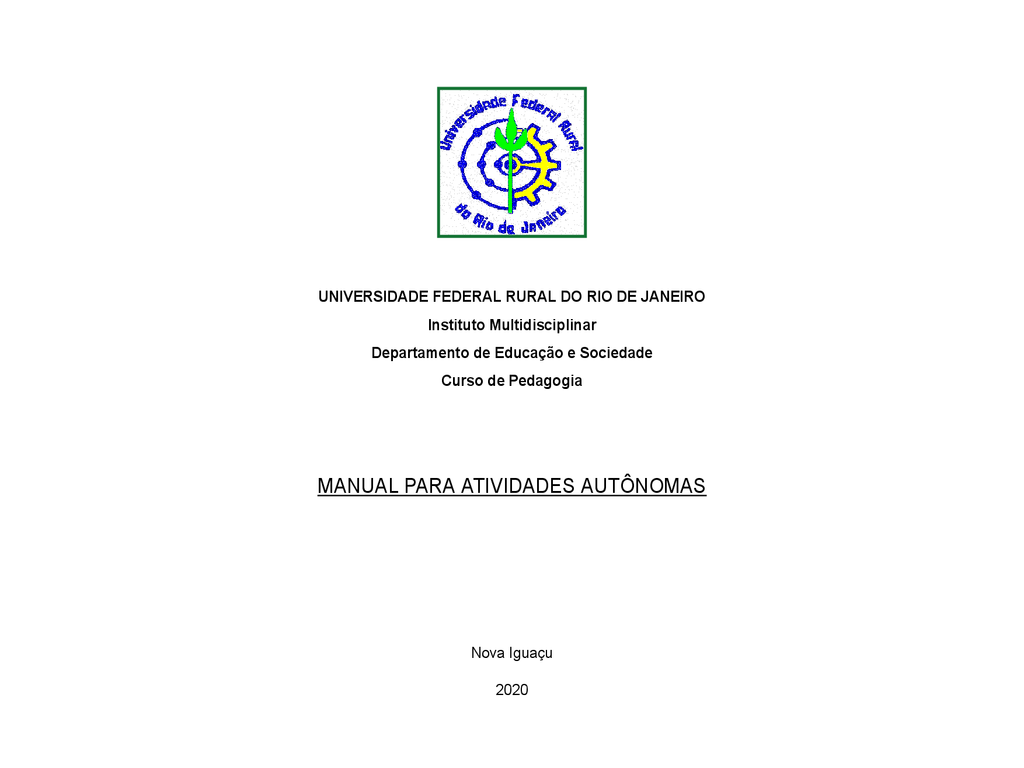 Universidade Federal Rural
do Rio de Janeiro
UNIVERSIDADE FEDERAL RURAL DO RIO DE JANEIRO
Instituto Multidisciplinar
Departamento de Educação e Sociedade
Curso de Pedagogia
MANUAL PARA ATIVIDADES AUTÔNOMAS
Nova Iguaçu
2020